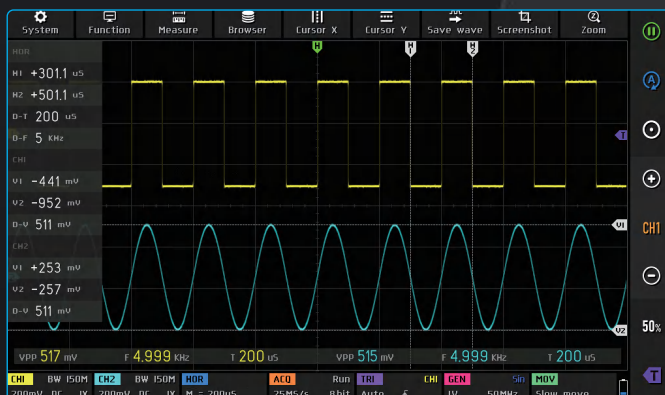 System Function Measure Browser Cursor X Cursor Y Save wave Screenshot Zoom
H H1 H2
HOR
H1 +301.1 uS
H2 +501.1 uS
D-T 200 uS
D-F 5 KHz
CH1
V1 -441 mV
V2 -952 mV
D-V 511 mV
CH2
V1 +253 mV
V2 -257 mV
D-V 511 mV
T
V1
V2
A
CH1
50%
T
VPP 517 mV F 4.999 KHz T 200 uS VPP 515 mV F 4.999 KHz T 200 uS
CH1 BW 150M CH2 BW 150M HOR ACQ Run TRI CH1 GEN Sin MOV
200mV DC 1X 200mV DC 1X M = 200uS 25MS/s 8bit Auto 1V 50MHz Slow move